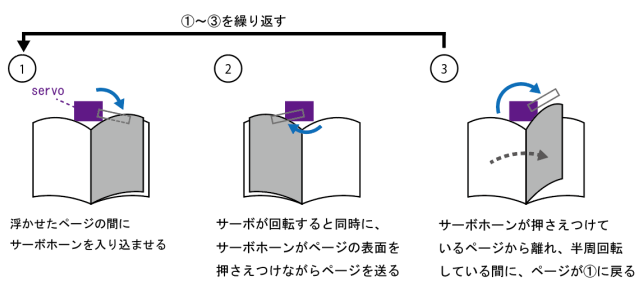 ①～③を繰り返す
1
2
3
servo
浮かせたページの間に
サーボホーンを入り込ませる
サーボが回転すると同時に、
サーボホーンがページの表面を
押さえつけながらページを送る
サーボホーンが押さえつけて
いるページから離れ、半周回転
している間に、ページが①に戻る